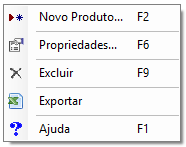 Novo Produto... F2
Propriedades... F6
Excluir F9
Exportar
Ajuda F1